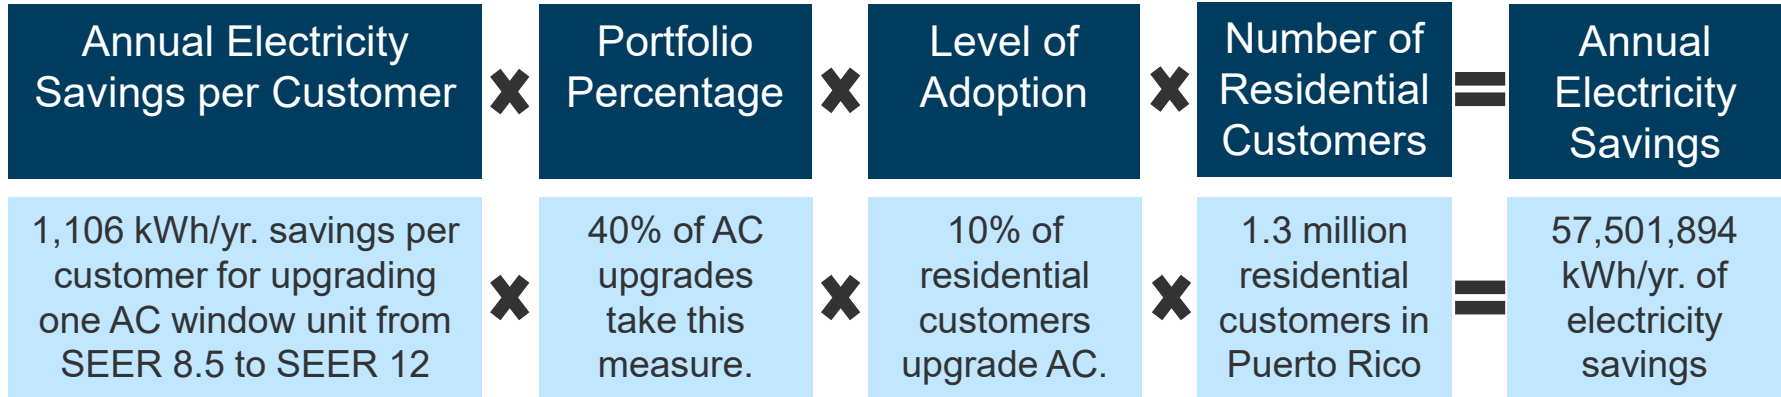 Annual Electricity
Savings per Customer
×
Portfolio
Percentage
×
Level of
Adoption
×
Number of
Residential
Customers
=
Annual
Electricity
Savings
1,106 kWh/yr. savings per
customer for upgrading
one AC window unit from
SEER 8.5 to SEER 12
×
40% of AC
upgrades
take this
measure.
×
10% of
residential
customers
upgrade AC.
×
1.3 million
residential
customers in
Puerto Rico
=
57,501,894
kWh/yr. of
electricity
savings